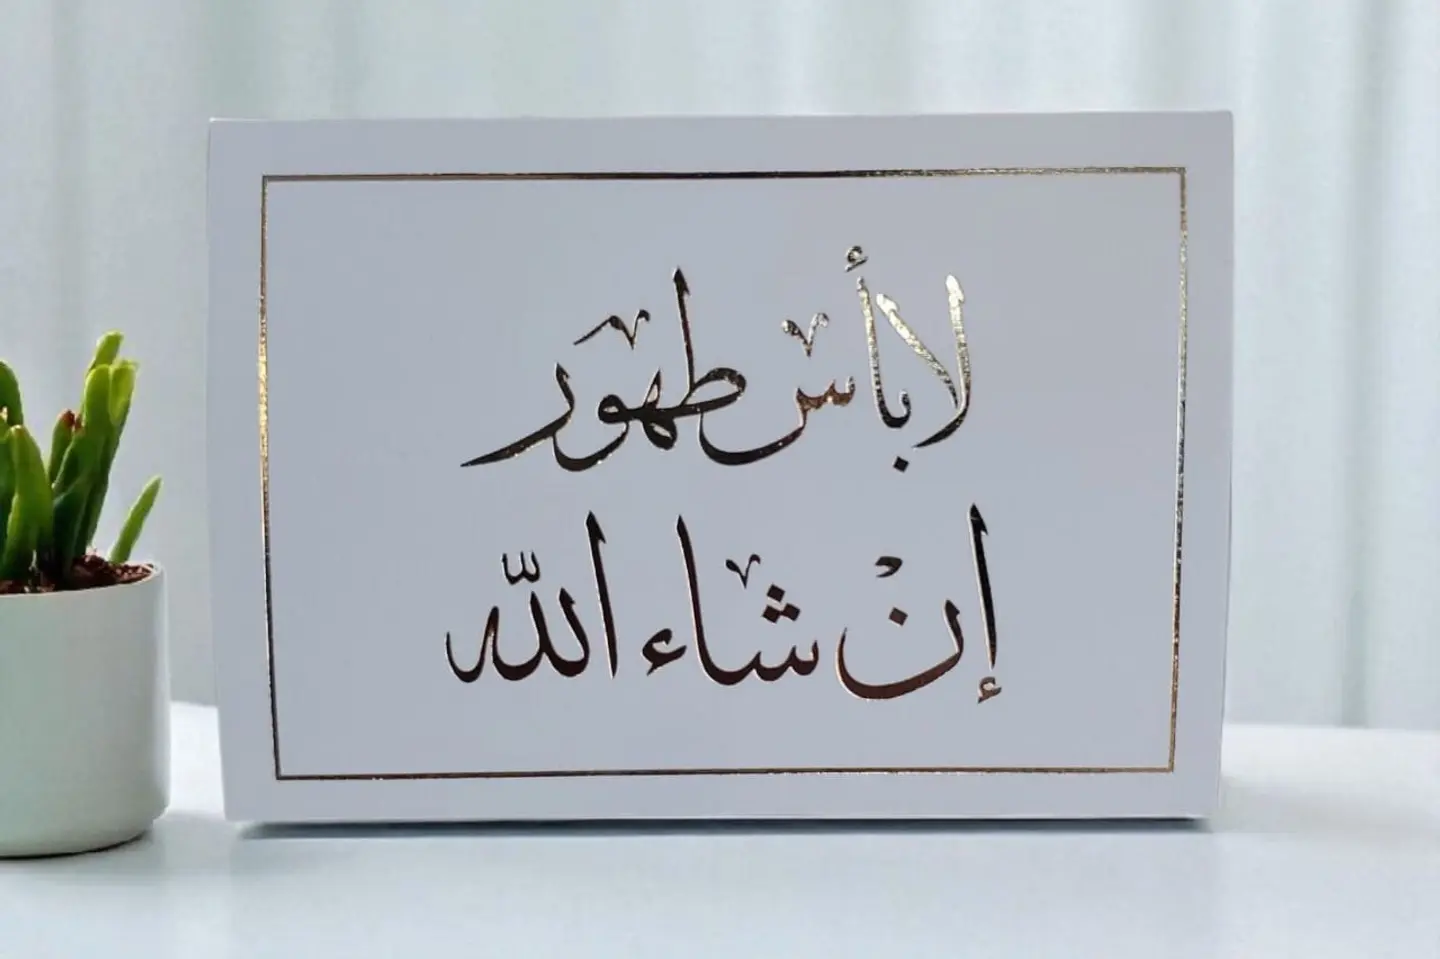 لا بأس طهور
إن شاء الله